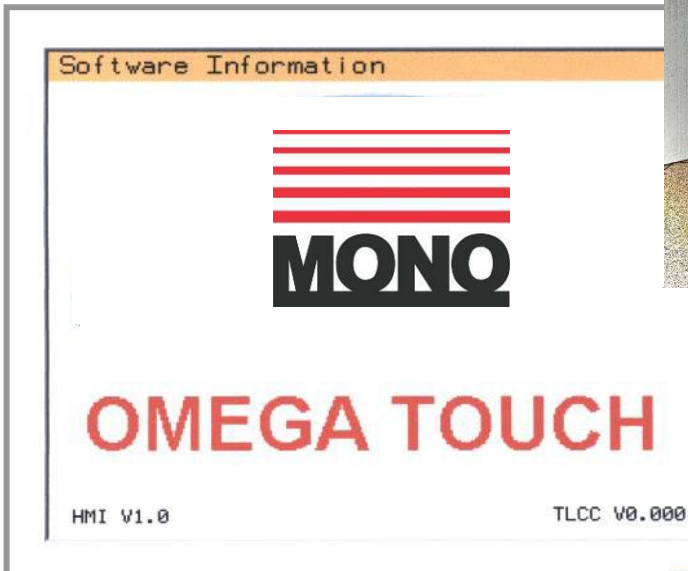 Software Information
MONO
OMEGA TOUCH
HMI V1.0
TLCC V0.000